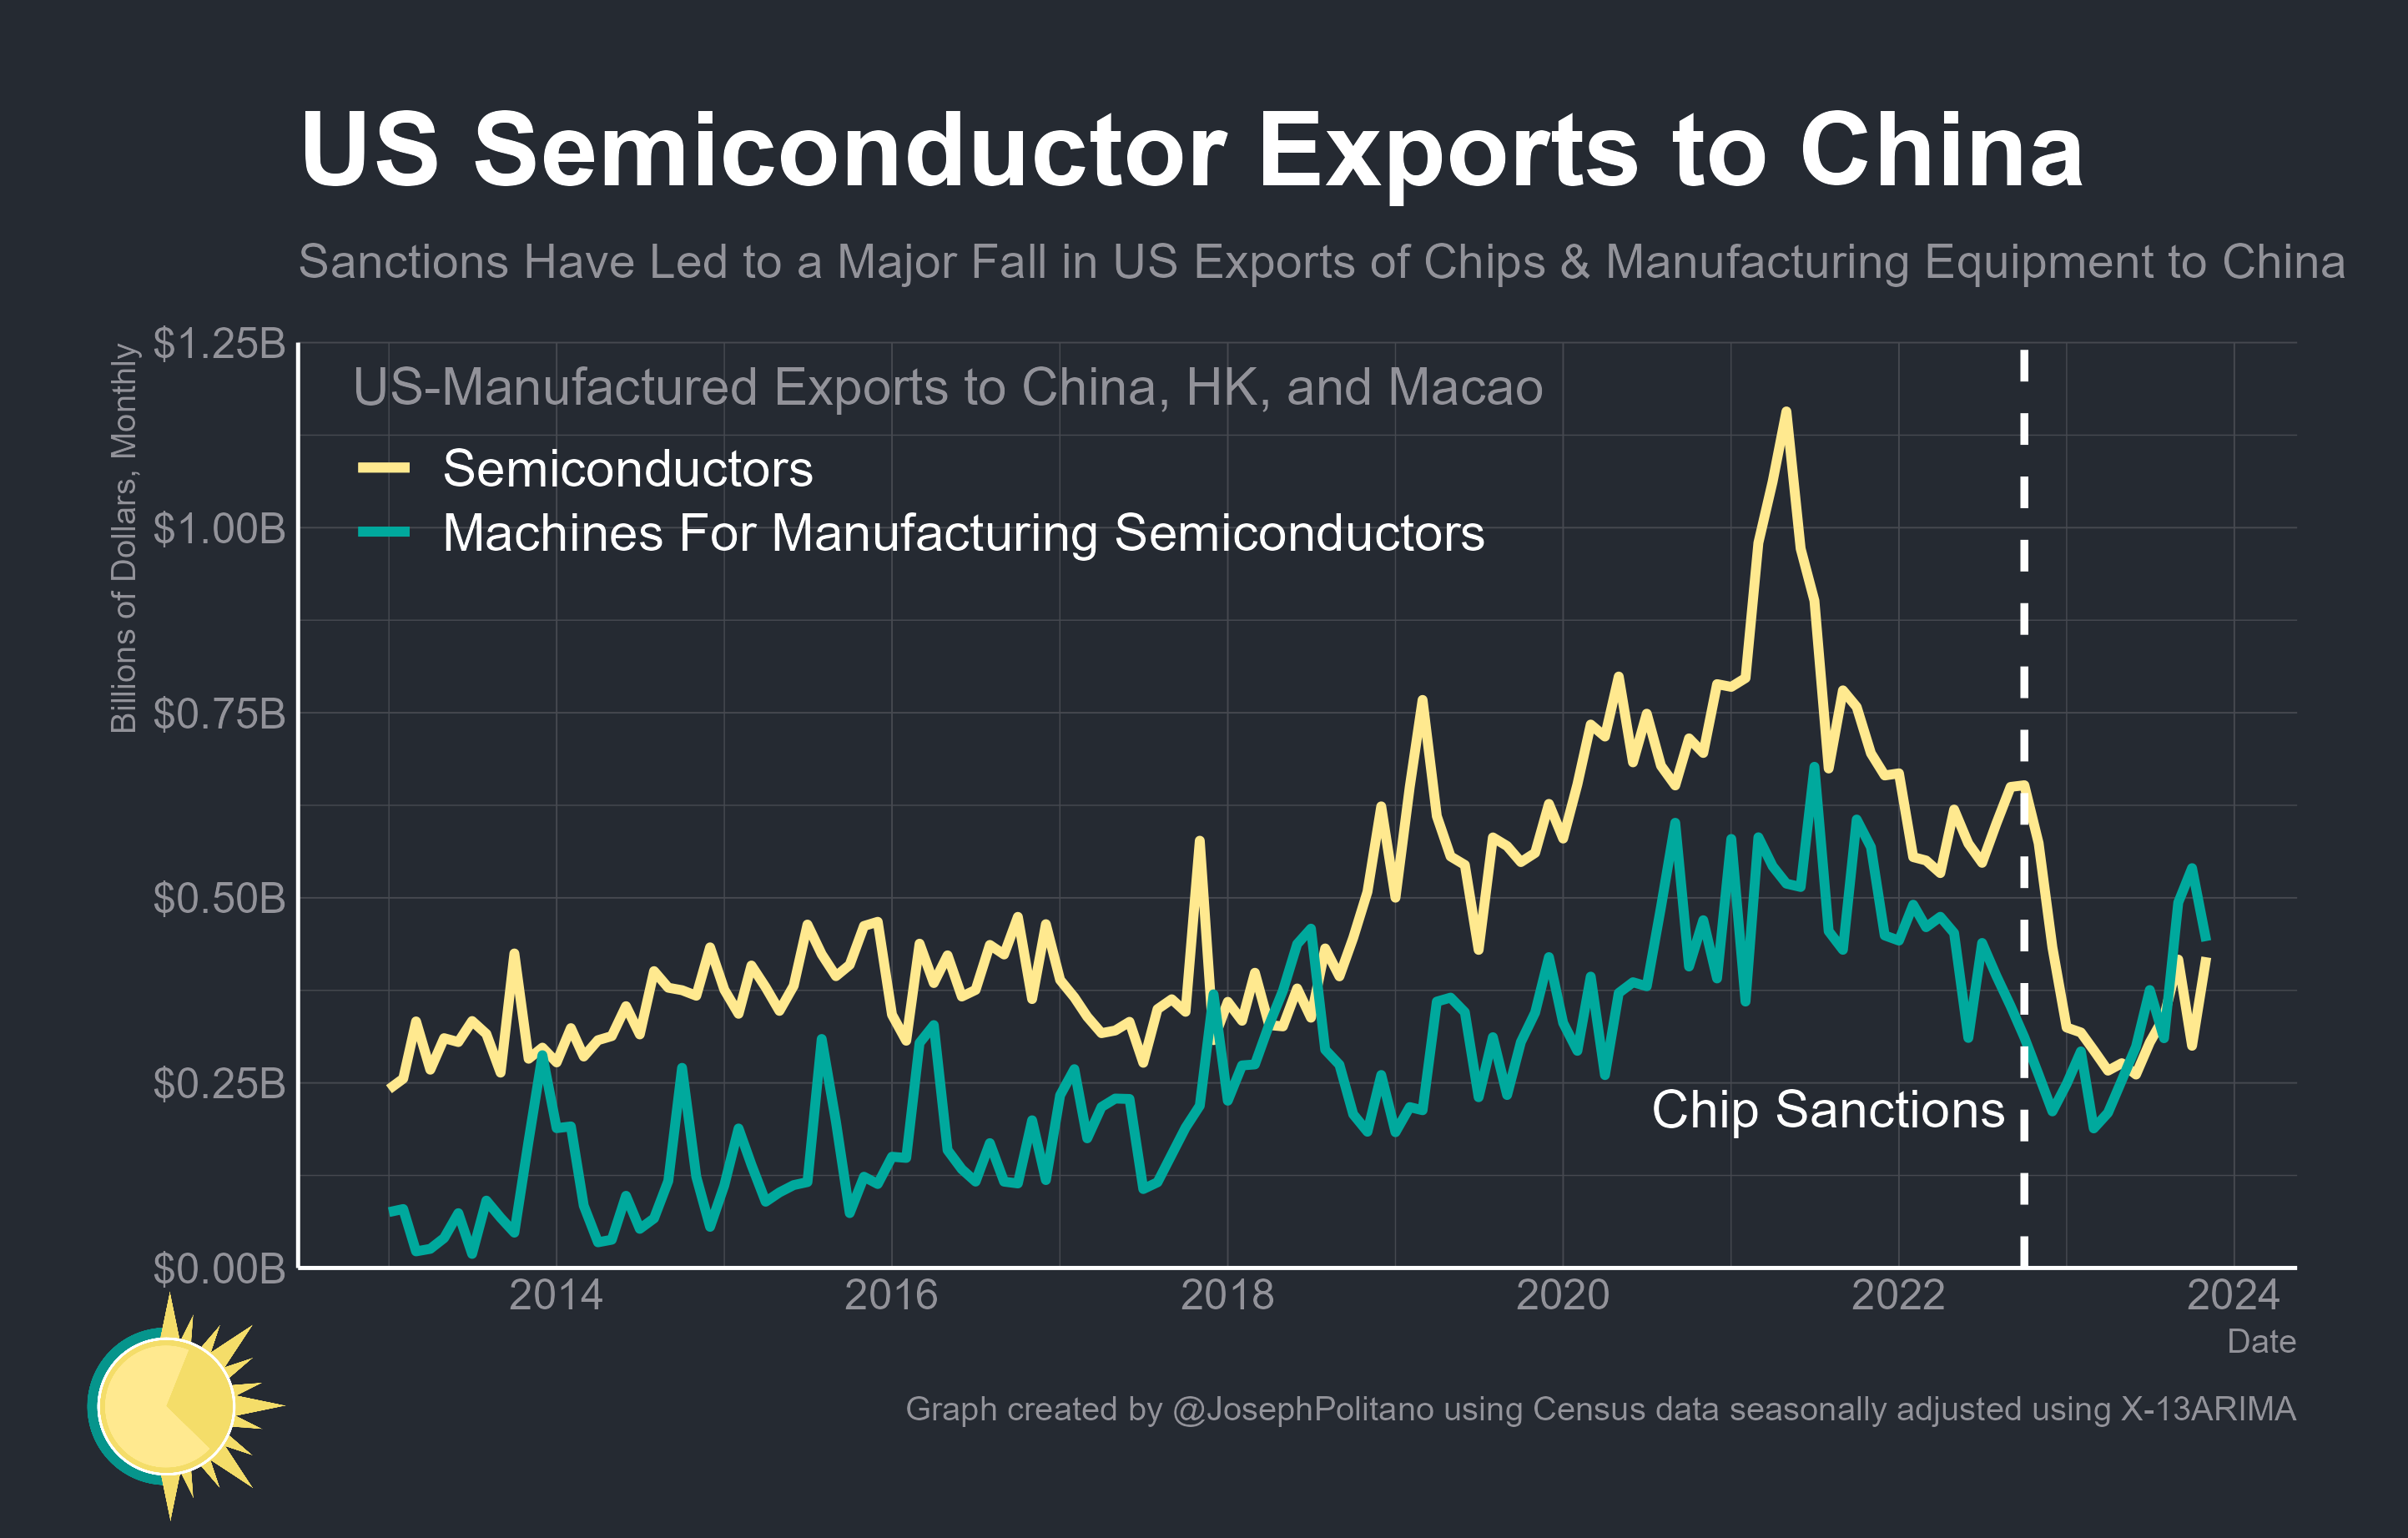 US Semiconductor Exports to China
Sanctions Have Led to a Major Fall in US Exports of Chips & Manufacturing Equipment to China
Billions of Dollars, Monthly
$1.25B
$1.00B
$0.75B
$0.50B
$0.25B
$0.00B
US-Manufactured Exports to China, HK, and Macao
Semiconductors
Machines For Manufacturing Semiconductors
Chip Sanctions
2014 2016 2018 2020 2022 2024
Date
Graph created by @JosephPolitano using Census data seasonally adjusted using X-13ARIMA